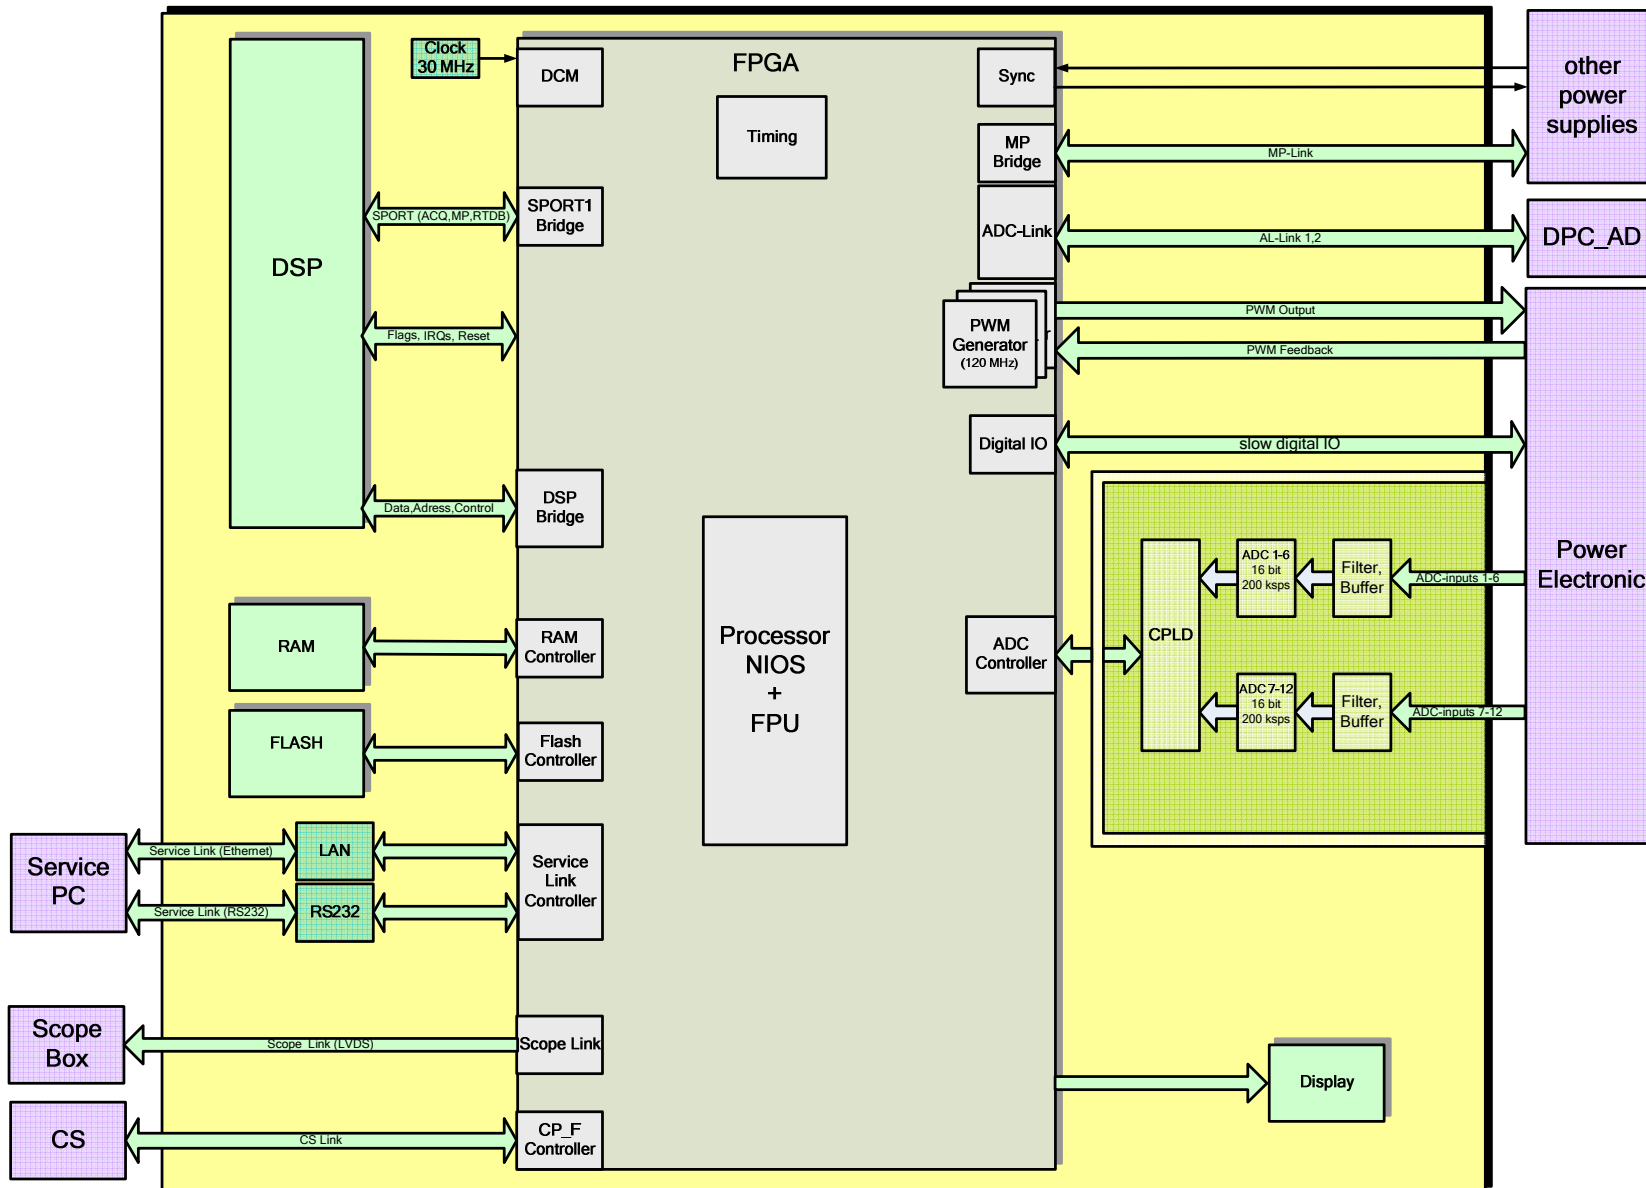 Clock
30 MHz
DCM
FPGA
Sync
other
power
supplies
Timing
MP
Bridge
MP-Link
SPORT (ACQ,MP,RTDB)
SPORT1
Bridge
ADC-Link
AL-Link 1,2
DPC_AD
DSP
PWM Output
Flags, IRQs, Reset
PWM
Generator
(120 MHz)
PWM Feedback
Digital IO
slow digital IO
Data,Adress,Control
DSP
Bridge
Power
Electronic
ADC 1-6
16 bit
200 ksps
Filter,
Buffer
ADC-inputs 1-6
RAM
RAM
Controller
Processor
NIOS
+
FPU
ADC
Controller
CPLD
ADC 7-12
16 bit
200 ksps
Filter,
Buffer
ADC-inputs 7-12
FLASH
Flash
Controller
Service
PC
Service Link (Ethernet)
LAN
Service
Link
Controller
Service Link (RS232)
RS232
Scope
Box
Scope Link (LVDS)
Scope Link
Display
CS
CS Link
CP_F
Controller